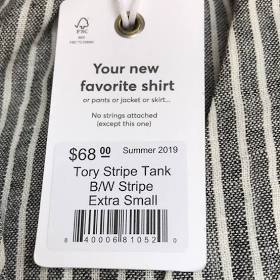 FSC
Your new
favorite shirt
or pants or jacket or skirt...
No strings attached
(except this one)
$68 00 Summer 2019
Tory Stripe Tank
B/W Stripe
Extra Small
8 40006 81052 0